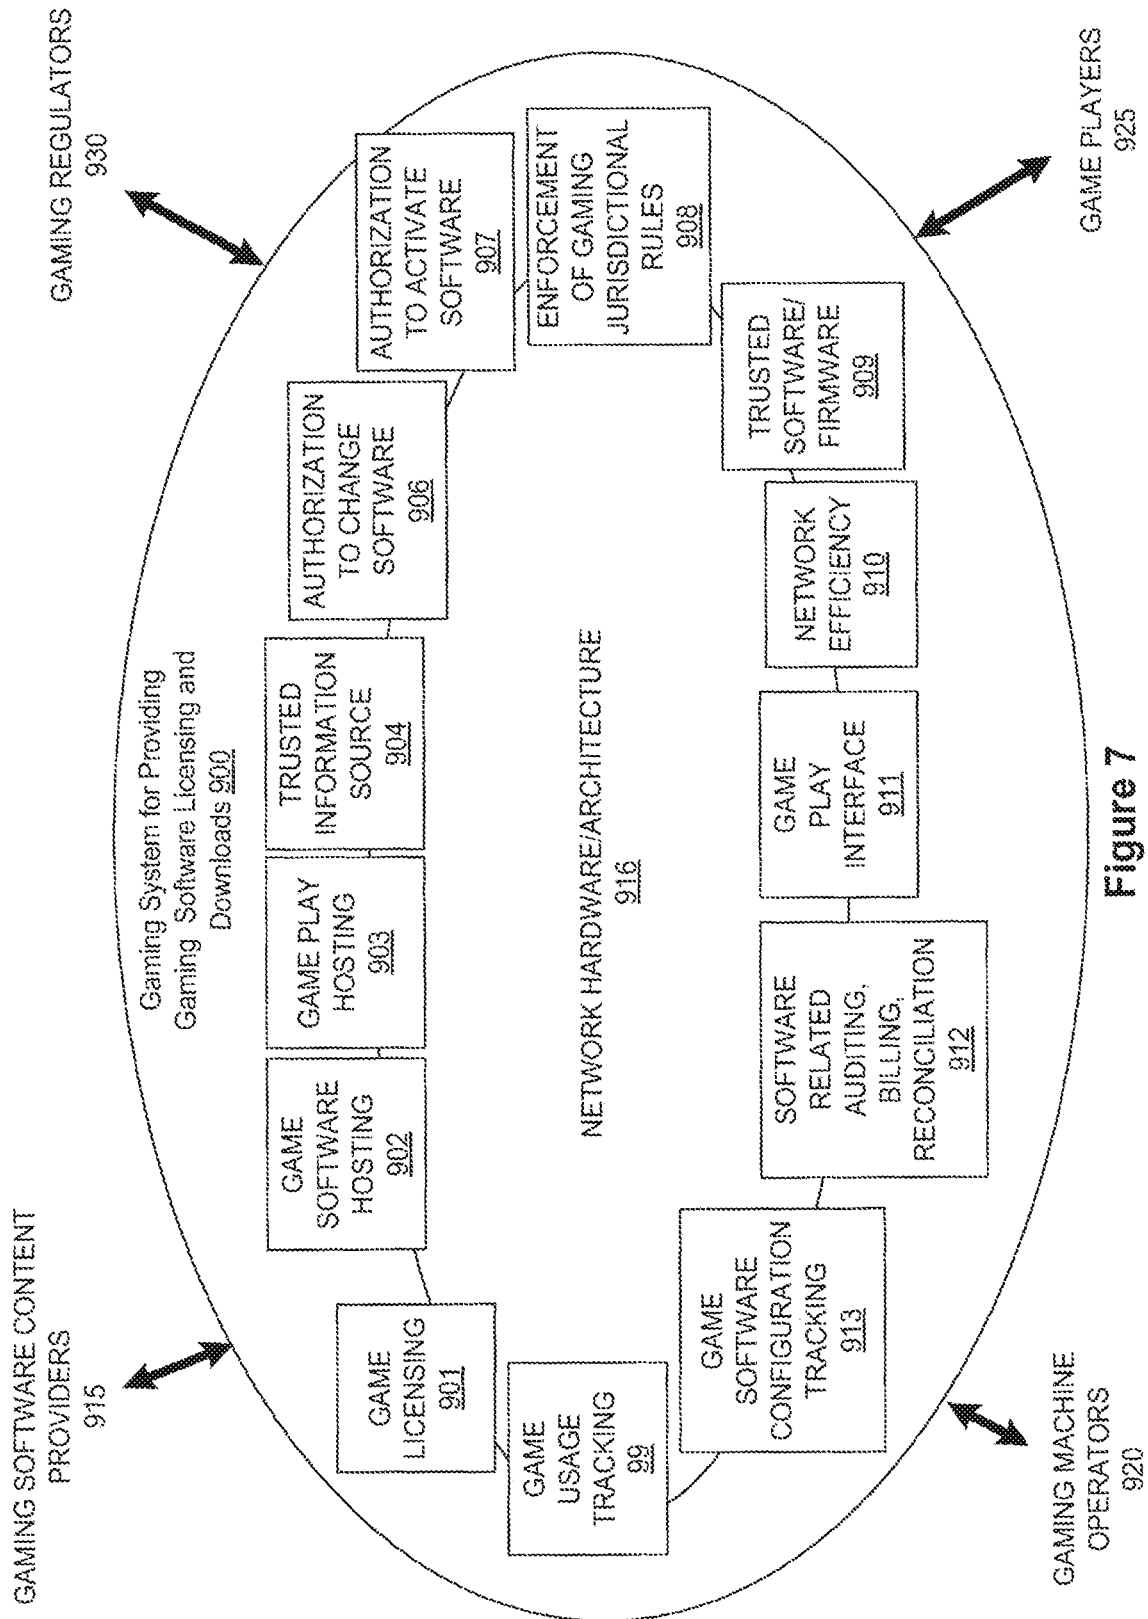 GAMING SOFTWARE CONTENT
PROVIDERS
915
GAMING REGULATORS
930
Gaming System for Providing
Gaming Software Licensing and
Downloads 900
GAME
LICENSING
901
GAME
SOFTWARE
HOSTING
902
GAME PLAY
HOSTING
903
TRUSTED
INFORMATION
SOURCE
904
AUTHORIZATION
TO CHANGE
SOFTWARE
906
AUTHORIZATION
TO ACTIVATE
SOFTWARE
907
ENFORCEMENT
OF GAMING
JURISDICTIONAL
RULES
908
NETWORK HARDWARE/ARCHITECTURE
916
GAME
USAGE
TRACKING
99
GAME
SOFTWARE
CONFIGURATION
TRACKING
913
SOFTWARE
RELATED
AUDITING,
BILLING,
RECONCILIATION
912
GAME
PLAY
INTERFACE
911
NETWORK
EFFICIENCY
910
TRUSTED
SOFTWARE/
FIRMWARE
909
GAMING MACHINE
OPERATORS
920
GAME PLAYERS
925
Figure 7